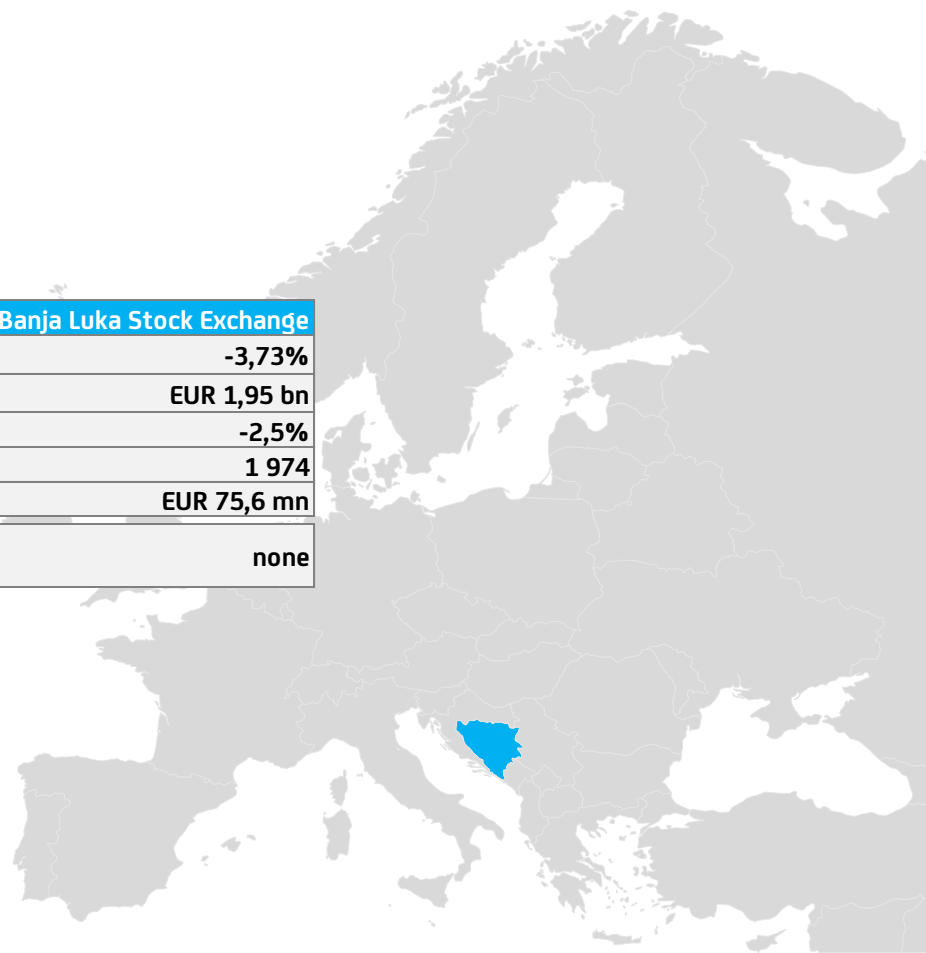 Banja Luka Stock Exchange
-3,73%
EUR 1,95 bn
-2,5%
1 974
EUR 75,6 mn
none